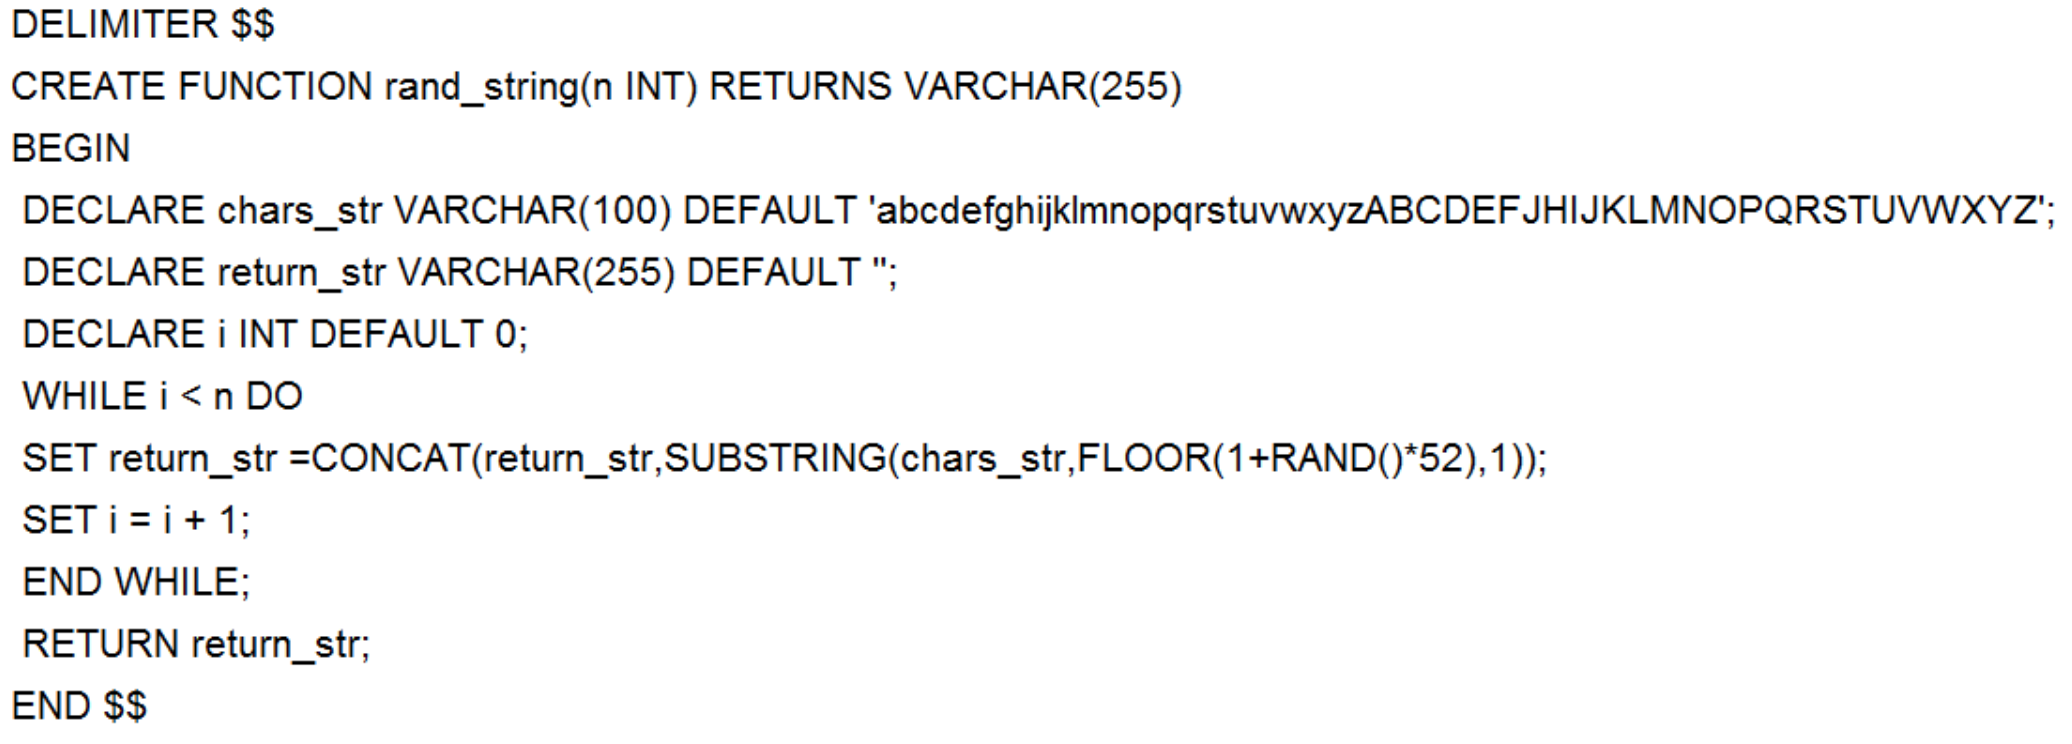 DELIMITER $$
CREATE FUNCTION rand_string(n INT) RETURNS VARCHAR(255)
BEGIN
DECLARE chars_str VARCHAR(100) DEFAULT 'abcdefghijklmnopqrstuvwxyzABCDEFJHIJKLMNOPQRSTUVWXYZ';
DECLARE return_str VARCHAR(255) DEFAULT '';
DECLARE i INT DEFAULT 0;
WHILE i < n DO
SET return_str =CONCAT(return_str,SUBSTRING(chars_str,FLOOR(1+RAND()*52),1));
SET i = i + 1;
END WHILE;
RETURN return_str;
END $$